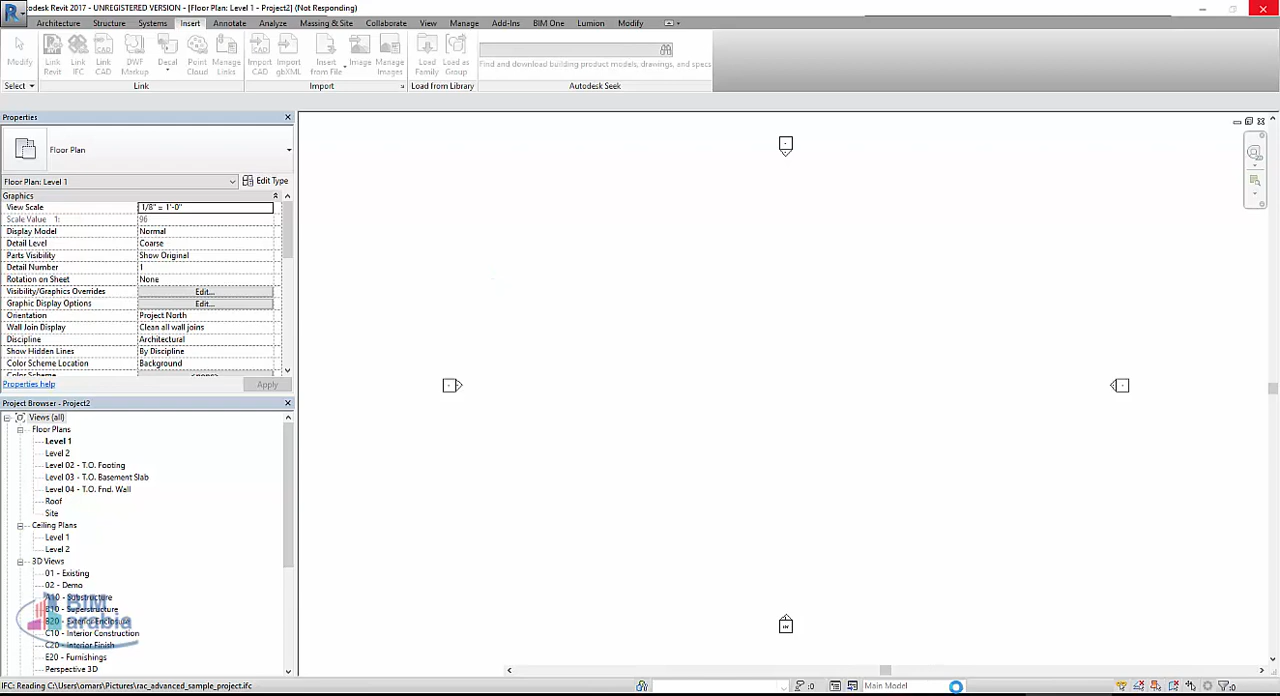 odesk Revit 2017 - UNREGISTERED VERSION - [Floor Plan: Level 1 - Project2] (Not Responding)
Architecture Structure Systems Insert Annotate Analyze Massing & Site Collaborate View Manage Add-Ins BIM One Lumion Modify
Modify
Link Revit
Link IFC
Link CAD
DWF Markup
Decal
Point Cloud
Manage Links
Import CAD
Import gbXML
Insert from File
Image
Manage Images
Load Family
Load as Group
Find and download building product models, drawings, and specs
Select Link Import Load from Library Autodesk Seek
Properties
Floor Plan
Floor Plan: Level 1 Edit Type
Graphics
View Scale 1/8" = 1'-0"
Scale Value 1: 96
Display Model Normal
Detail Level Coarse
Parts Visibility Show Original
Detail Number 1
Rotation on Sheet None
Visibility/Graphics Overrides Edit...
Graphic Display Options Edit...
Orientation Project North
Wall Join Display Clean all wall joins
Discipline Architectural
Show Hidden Lines By Discipline
Color Scheme Location Background
Color Scheme <none>
Properties help Apply
Project Browser - Project2
Views (all)
Floor Plans
Level 1
Level 2
Level 02 - T.O. Footing
Level 03 - T.O. Basement Slab
Level 04 - T.O. Fnd. Wall
Roof
Site
Ceiling Plans
Level 1
Level 2
3D Views
01 - Existing
02 - Demo
A10 - Substructure
B10 - Superstructure
B20 - Exterior Enclosure
C10 - Interior Construction
C20 - Interior Finish
E20 - Furnishings
Perspective 3D
BIM
arabia
IFC: Reading C:\Users\omars\Pictures\rac_advanced_sample_project.ifc
:0
Main Model
:0